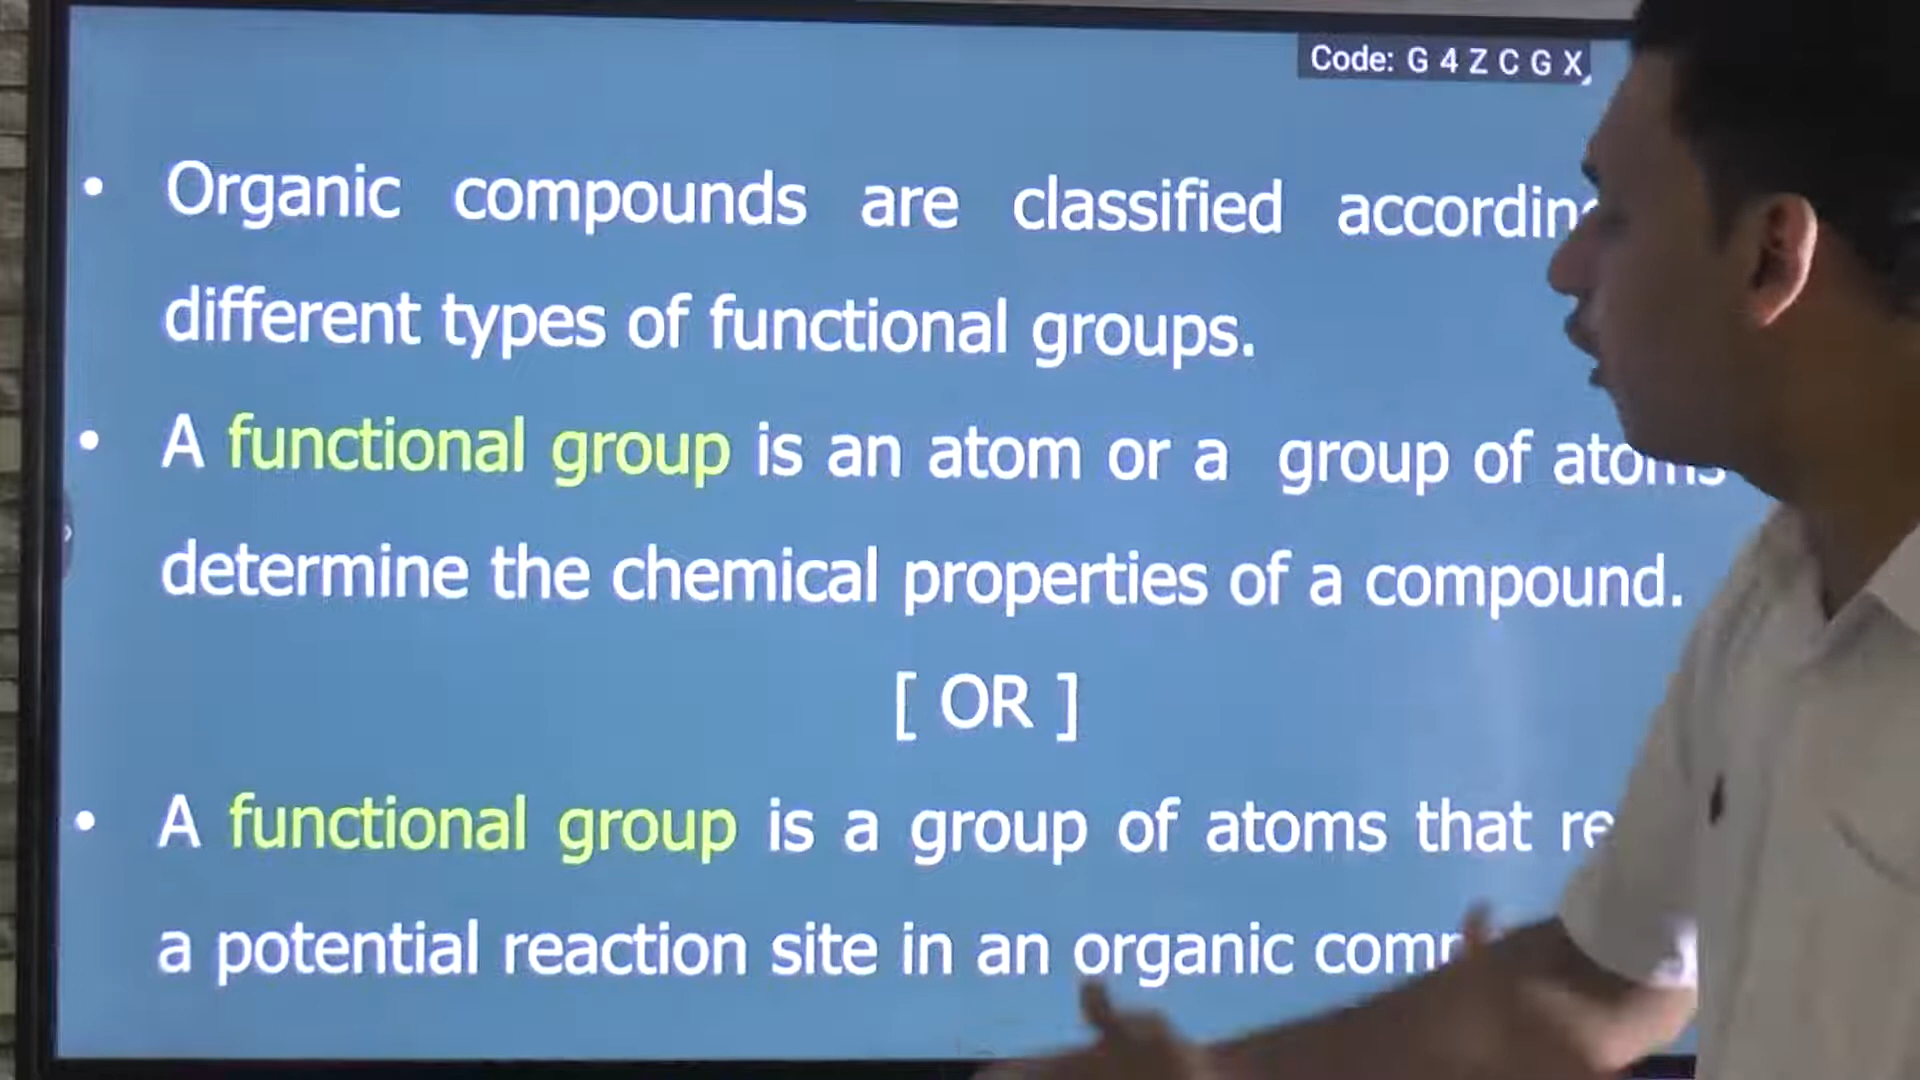 Code: G 4 Z C G X
• Organic compounds are classified
different types of functional groups.
• A functional group is an atom or a group of atoms
determine the chemical properties of a compound.
[ OR ]
• A functional group is a group of atoms that
a potential reaction site in an organic